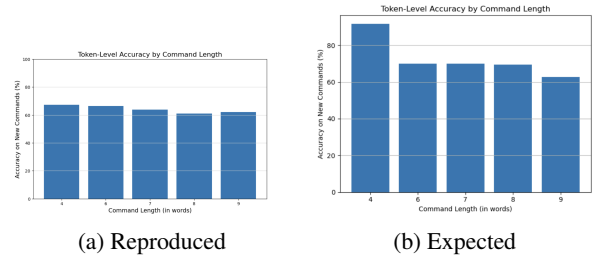 Token-Level Accuracy by Command Length
100
80
60
40
20
0
Accuracy on New Commands (%)
4 6 7 8 9
Command Length (in words)
(a) Reproduced
Token-Level Accuracy by Command Length
80
60
40
20
0
Accuracy on New Commands (%)
4 6 7 8 9
Command Length (in words)
(b) Expected